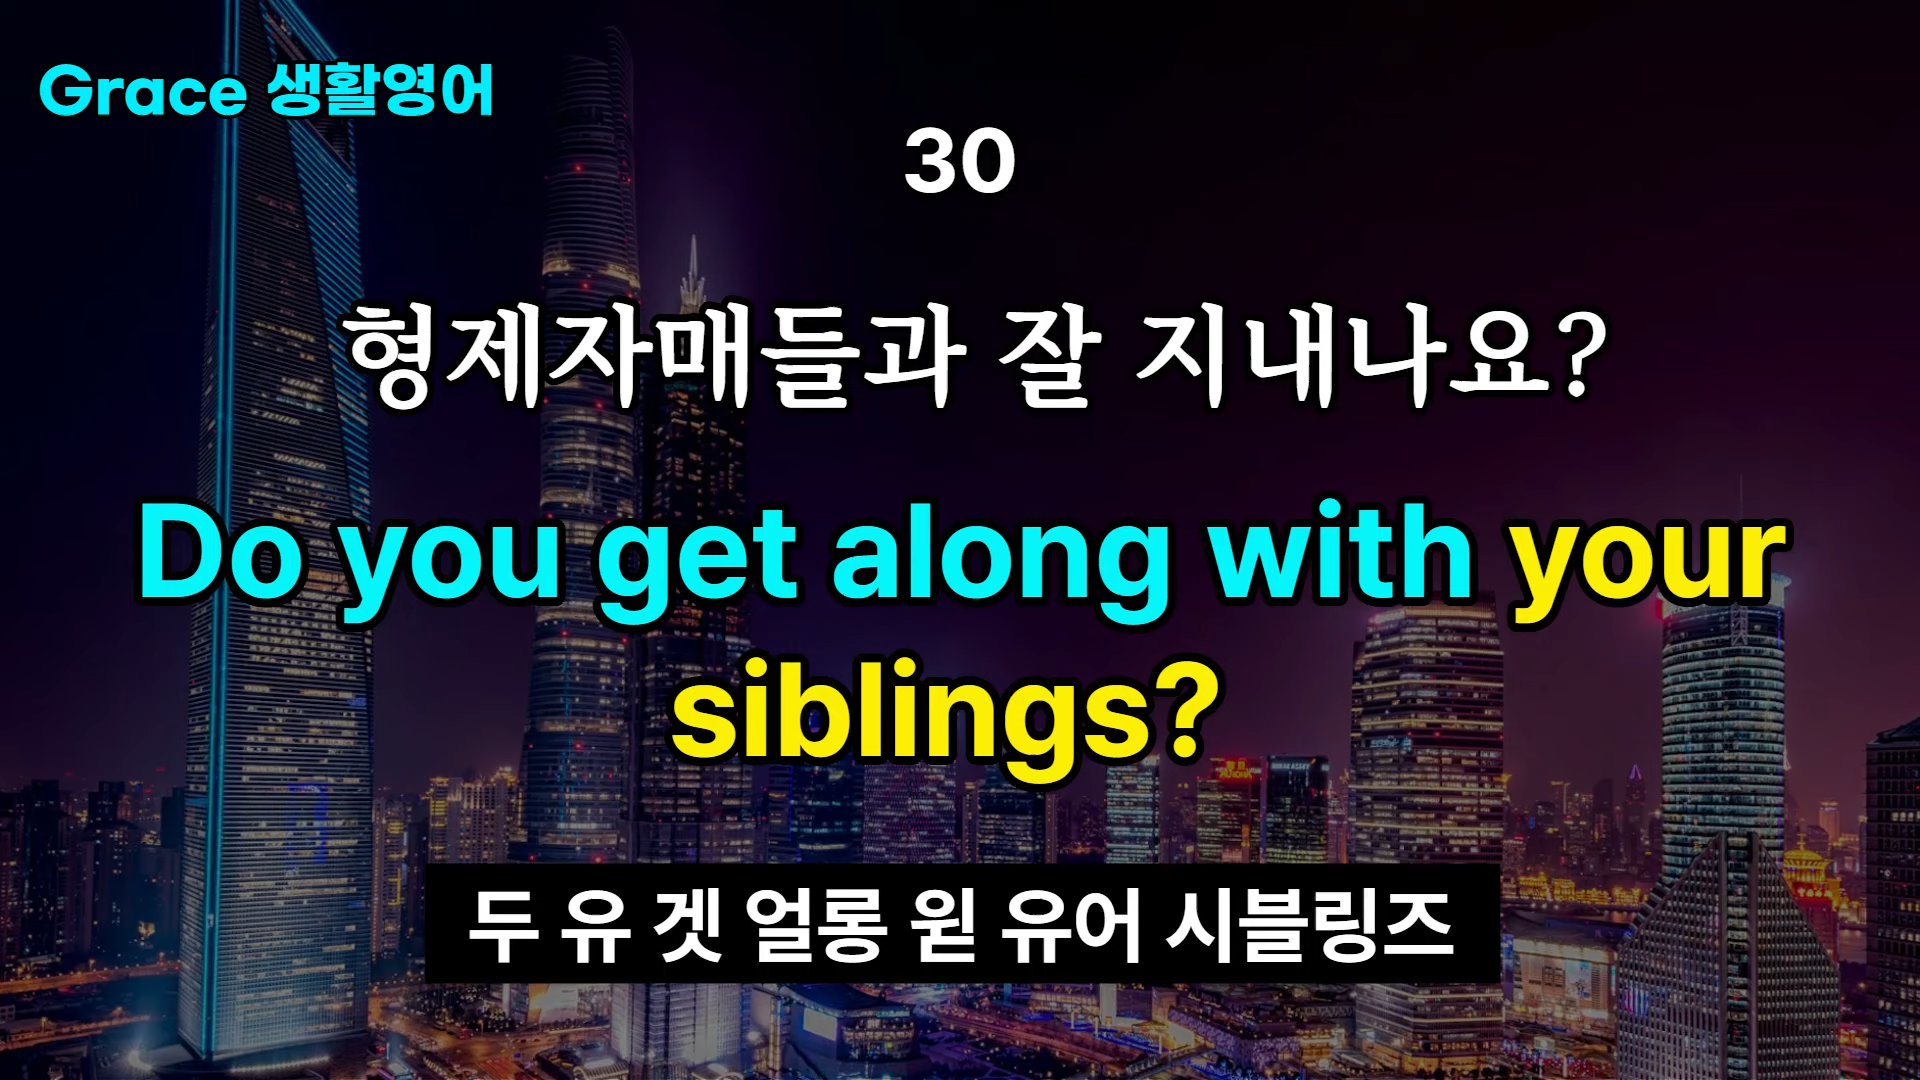 Grace 생활영어
30
형제자매들과 잘 지내나요?
Do you get along with your
siblings?
두 유 겟 얼롱 윋 유어 시블링즈